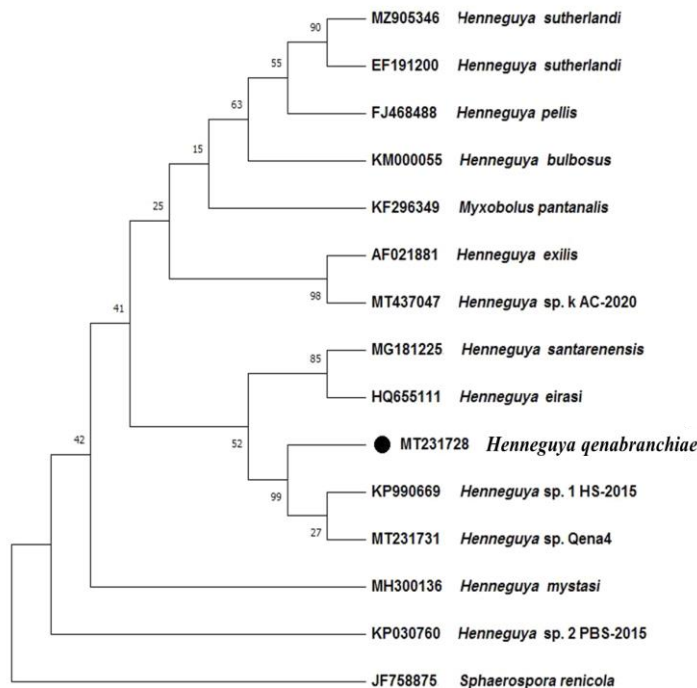 90
MZ905346 Henneguya sutherlandi
55
EF191200 Henneguya sutherlandi
63
FJ468488 Henneguya pellis
15
KM000055 Henneguya bulbosus
25
KF296349 Myxobolus pantanalis
AF021881 Henneguya exilis
98
MT437047 Henneguya sp. k AC-2020
41
85
MG181225 Henneguya santarenensis
HQ655111 Henneguya eirasi
42
52
MT231728 Henneguya qenabranchiae
99
KP990669 Henneguya sp. 1 HS-2015
27
MT231731 Henneguya sp. Qena4
MH300136 Henneguya mystasi
KP030760 Henneguya sp. 2 PBS-2015
JF758875 Sphaerospora renicola